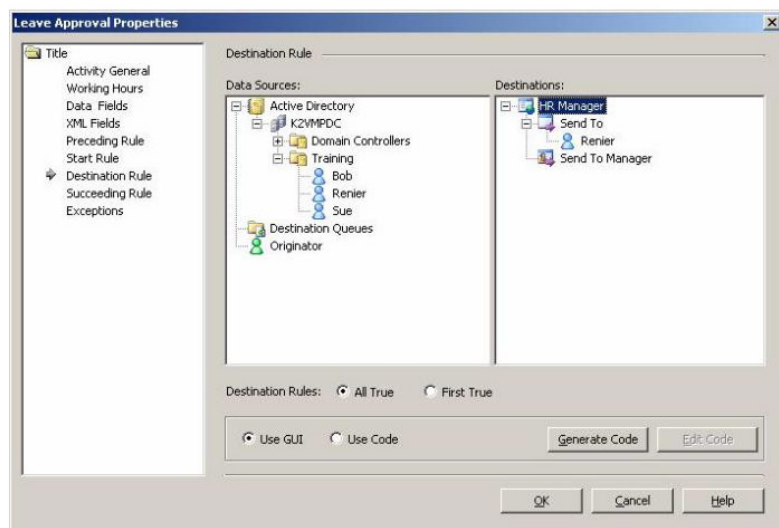 Leave Approval Properties
Title
Activity General
Working Hours
Data Fields
XML Fields
Preceding Rule
Start Rule
Destination Rule
Succeeding Rule
Exceptions
Destination Rule
Data Sources:
Active Directory
K2VMPDC
Domain Controllers
Training
Bob
Renier
Sue
Destination Queues
Originator
Destinations:
HR Manager
Send To
Renier
Send To Manager
Destination Rules: All True First True
Use GUI Use Code Generate Code Edit Code
OK Cancel Help